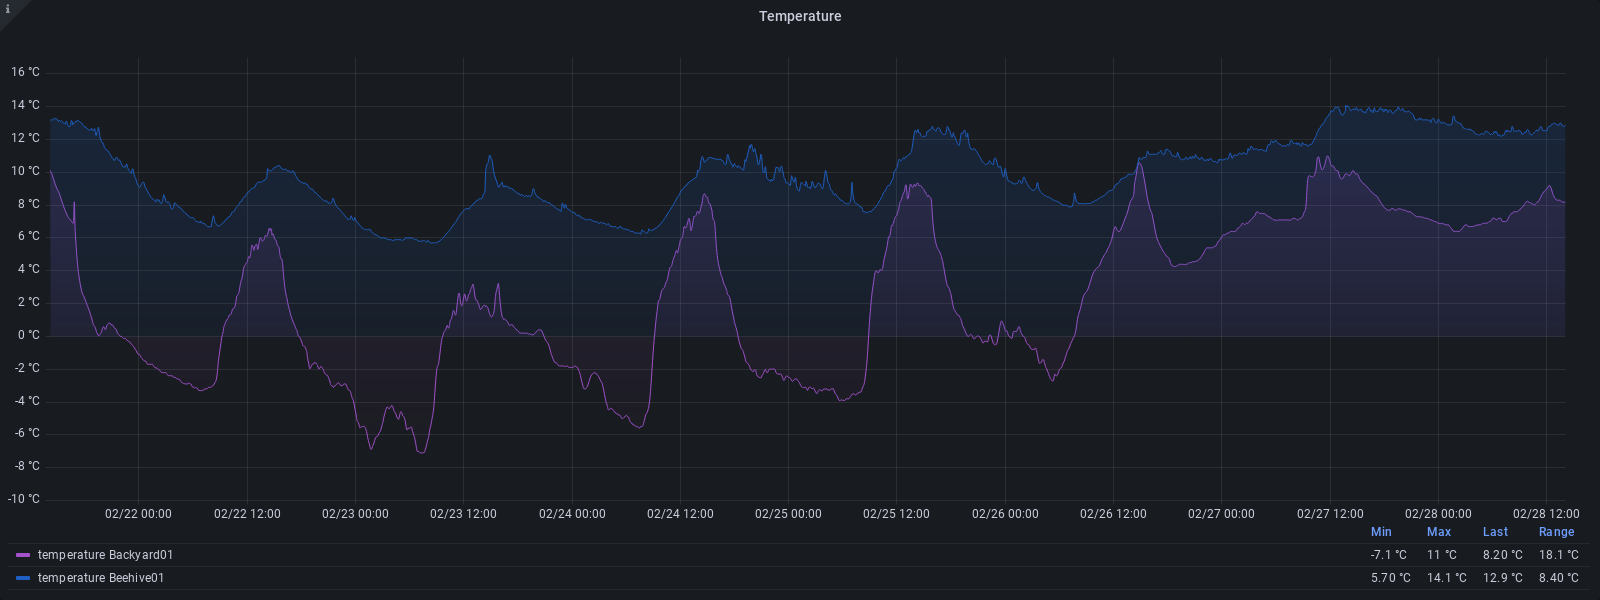 i
Temperature
16 °C
14 °C
12 °C
10 °C
8 °C
6 °C
4 °C
2 °C
0 °C
-2 °C
-4 °C
-6 °C
-8 °C
-10 °C
02/22 00:00 02/22 12:00 02/23 00:00 02/23 12:00 02/24 00:00 02/24 12:00 02/25 00:00 02/25 12:00 02/26 00:00 02/26 12:00 02/27 00:00 02/27 12:00 02/28 00:00 02/28 12:00
Min Max Last Range
temperature Backyard01 -7.1 °C 11 °C 8.20 °C 18.1 °C
temperature Beehive01 5.70 °C 14.1 °C 12.9 °C 8.40 °C